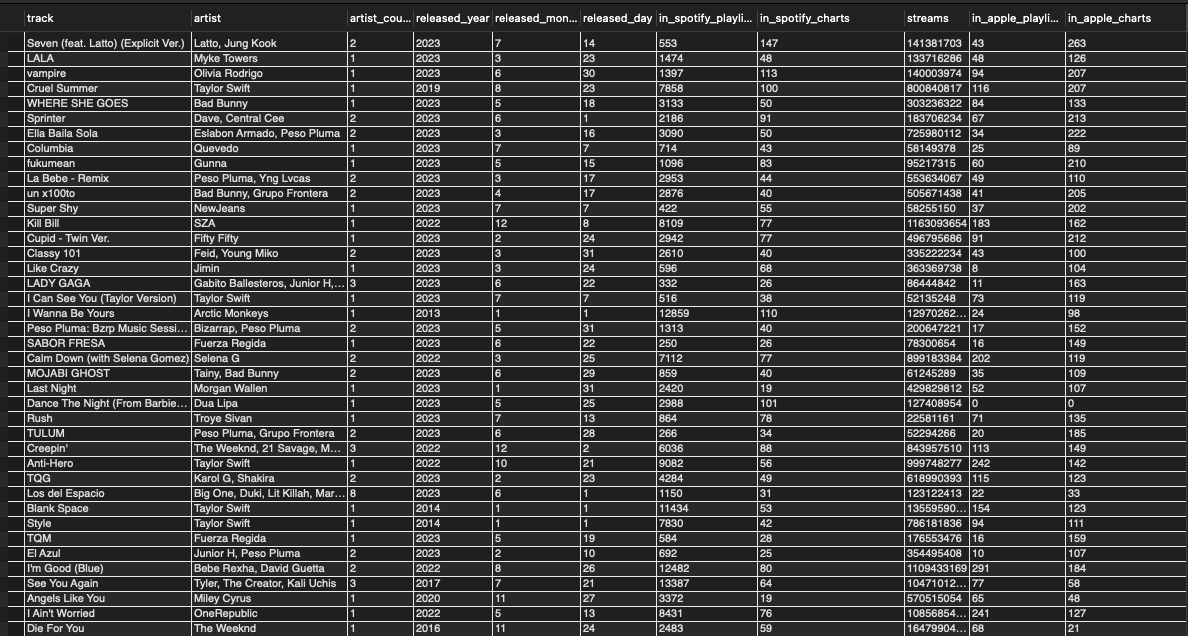 track artist artist_cou... released_year released_mon... released_day in_spotify_playli... in_spotify_charts streams in_apple_playli... in_apple_charts
Seven (feat. Latto) (Explicit Ver.) Latto, Jung Kook 2 2023 7 14 553 147 141381703 43 263
LALA Myke Towers 1 2023 3 23 1474 48 133716286 48 126
vampire Olivia Rodrigo 1 2023 6 30 1397 113 140003974 94 207
Cruel Summer Taylor Swift 1 2019 8 23 7858 100 800840817 116 207
WHERE SHE GOES Bad Bunny 1 2023 5 18 3133 50 303236322 84 133
Sprinter Dave, Central Cee 2 2023 6 1 2186 91 183706234 67 213
Ella Baila Sola Eslabon Armado, Peso Pluma 2 2023 3 16 3090 50 725980112 34 222
Columbia Quevedo 1 2023 7 7 714 43 58149378 25 89
fukumean Gunna 1 2023 5 15 1096 83 95217315 60 210
La Bebe - Remix Peso Pluma, Yng Lvcas 2 2023 3 17 2953 44 553634067 49 110
un x100to Bad Bunny, Grupo Frontera 2 2023 4 17 2876 40 505671438 41 205
Super Shy NewJeans 1 2023 7 7 422 55 58255150 37 202
Kill Bill SZA 1 2022 12 8 8109 77 1163093654 183 162
Cupid - Twin Ver. Fifty Fifty 1 2023 2 24 2942 77 496795686 91 212
Classy 101 Feid, Young Miko 2 2023 3 31 2610 40 335222234 43 100
Like Crazy Jimin 1 2023 3 24 596 68 363369738 8 104
LADY GAGA Gabito Ballesteros, Junior H,... 3 2023 6 22 332 26 86444842 11 163
I Can See You (Taylor Version) Taylor Swift 1 2023 7 7 516 38 52135248 73 119
I Wanna Be Yours Arctic Monkeys 1 2013 1 1 12859 110 12970262... 24 98
Peso Pluma: Bzrp Music Sessi... Bizarrap, Peso Pluma 2 2023 5 31 1313 40 200647221 17 152
SABOR FRESA Fuerza Regida 1 2023 6 22 250 26 78300654 16 149
Calm Down (with Selena Gomez) Selena G 2 2022 3 25 7112 77 899183384 202 119
MOJABI GHOST Tainy, Bad Bunny 2 2023 6 29 859 40 61245289 35 109
Last Night Morgan Wallen 1 2023 1 31 2420 19 429829812 52 107
Dance The Night (From Barbie... Dua Lipa 1 2023 5 25 2988 101 127408954 0 0
Rush Troye Sivan 1 2023 7 13 864 78 22581161 71 135
TULUM Peso Pluma, Grupo Frontera 2 2023 6 28 266 34 52294266 20 185
Creepin' The Weeknd, 21 Savage, M... 3 2022 12 2 6036 88 843957510 113 149
Anti-Hero Taylor Swift 1 2022 10 21 9082 56 999748277 242 142
TQG Karol G, Shakira 2 2023 2 23 4284 49 618990393 115 123
Los del Espacio Big One, Duki, Lit Killah, Mar... 8 2023 6 1 1150 31 123122413 22 33
Blank Space Taylor Swift 1 2014 1 1 11434 53 13559590... 154 123
Style Taylor Swift 1 2014 1 1 7830 42 786181836 94 111
TQM Fuerza Regida 1 2023 5 19 584 28 176553476 16 159
El Azul Junior H, Peso Pluma 2 2023 2 10 692 25 354495408 10 107
I'm Good (Blue) Bebe Rexha, David Guetta 2 2022 8 26 12482 80 1109433169 291 184
See You Again Tyler, The Creator, Kali Uchis 3 2017 7 21 13387 64 10471012... 77 58
Angels Like You Miley Cyrus 1 2020 11 27 3372 19 570515054 65 48
I Ain't Worried OneRepublic 1 2022 5 13 8431 76 10856854... 241 127
Die For You The Weeknd 1 2016 11 24 2483 59 16479904... 68 21